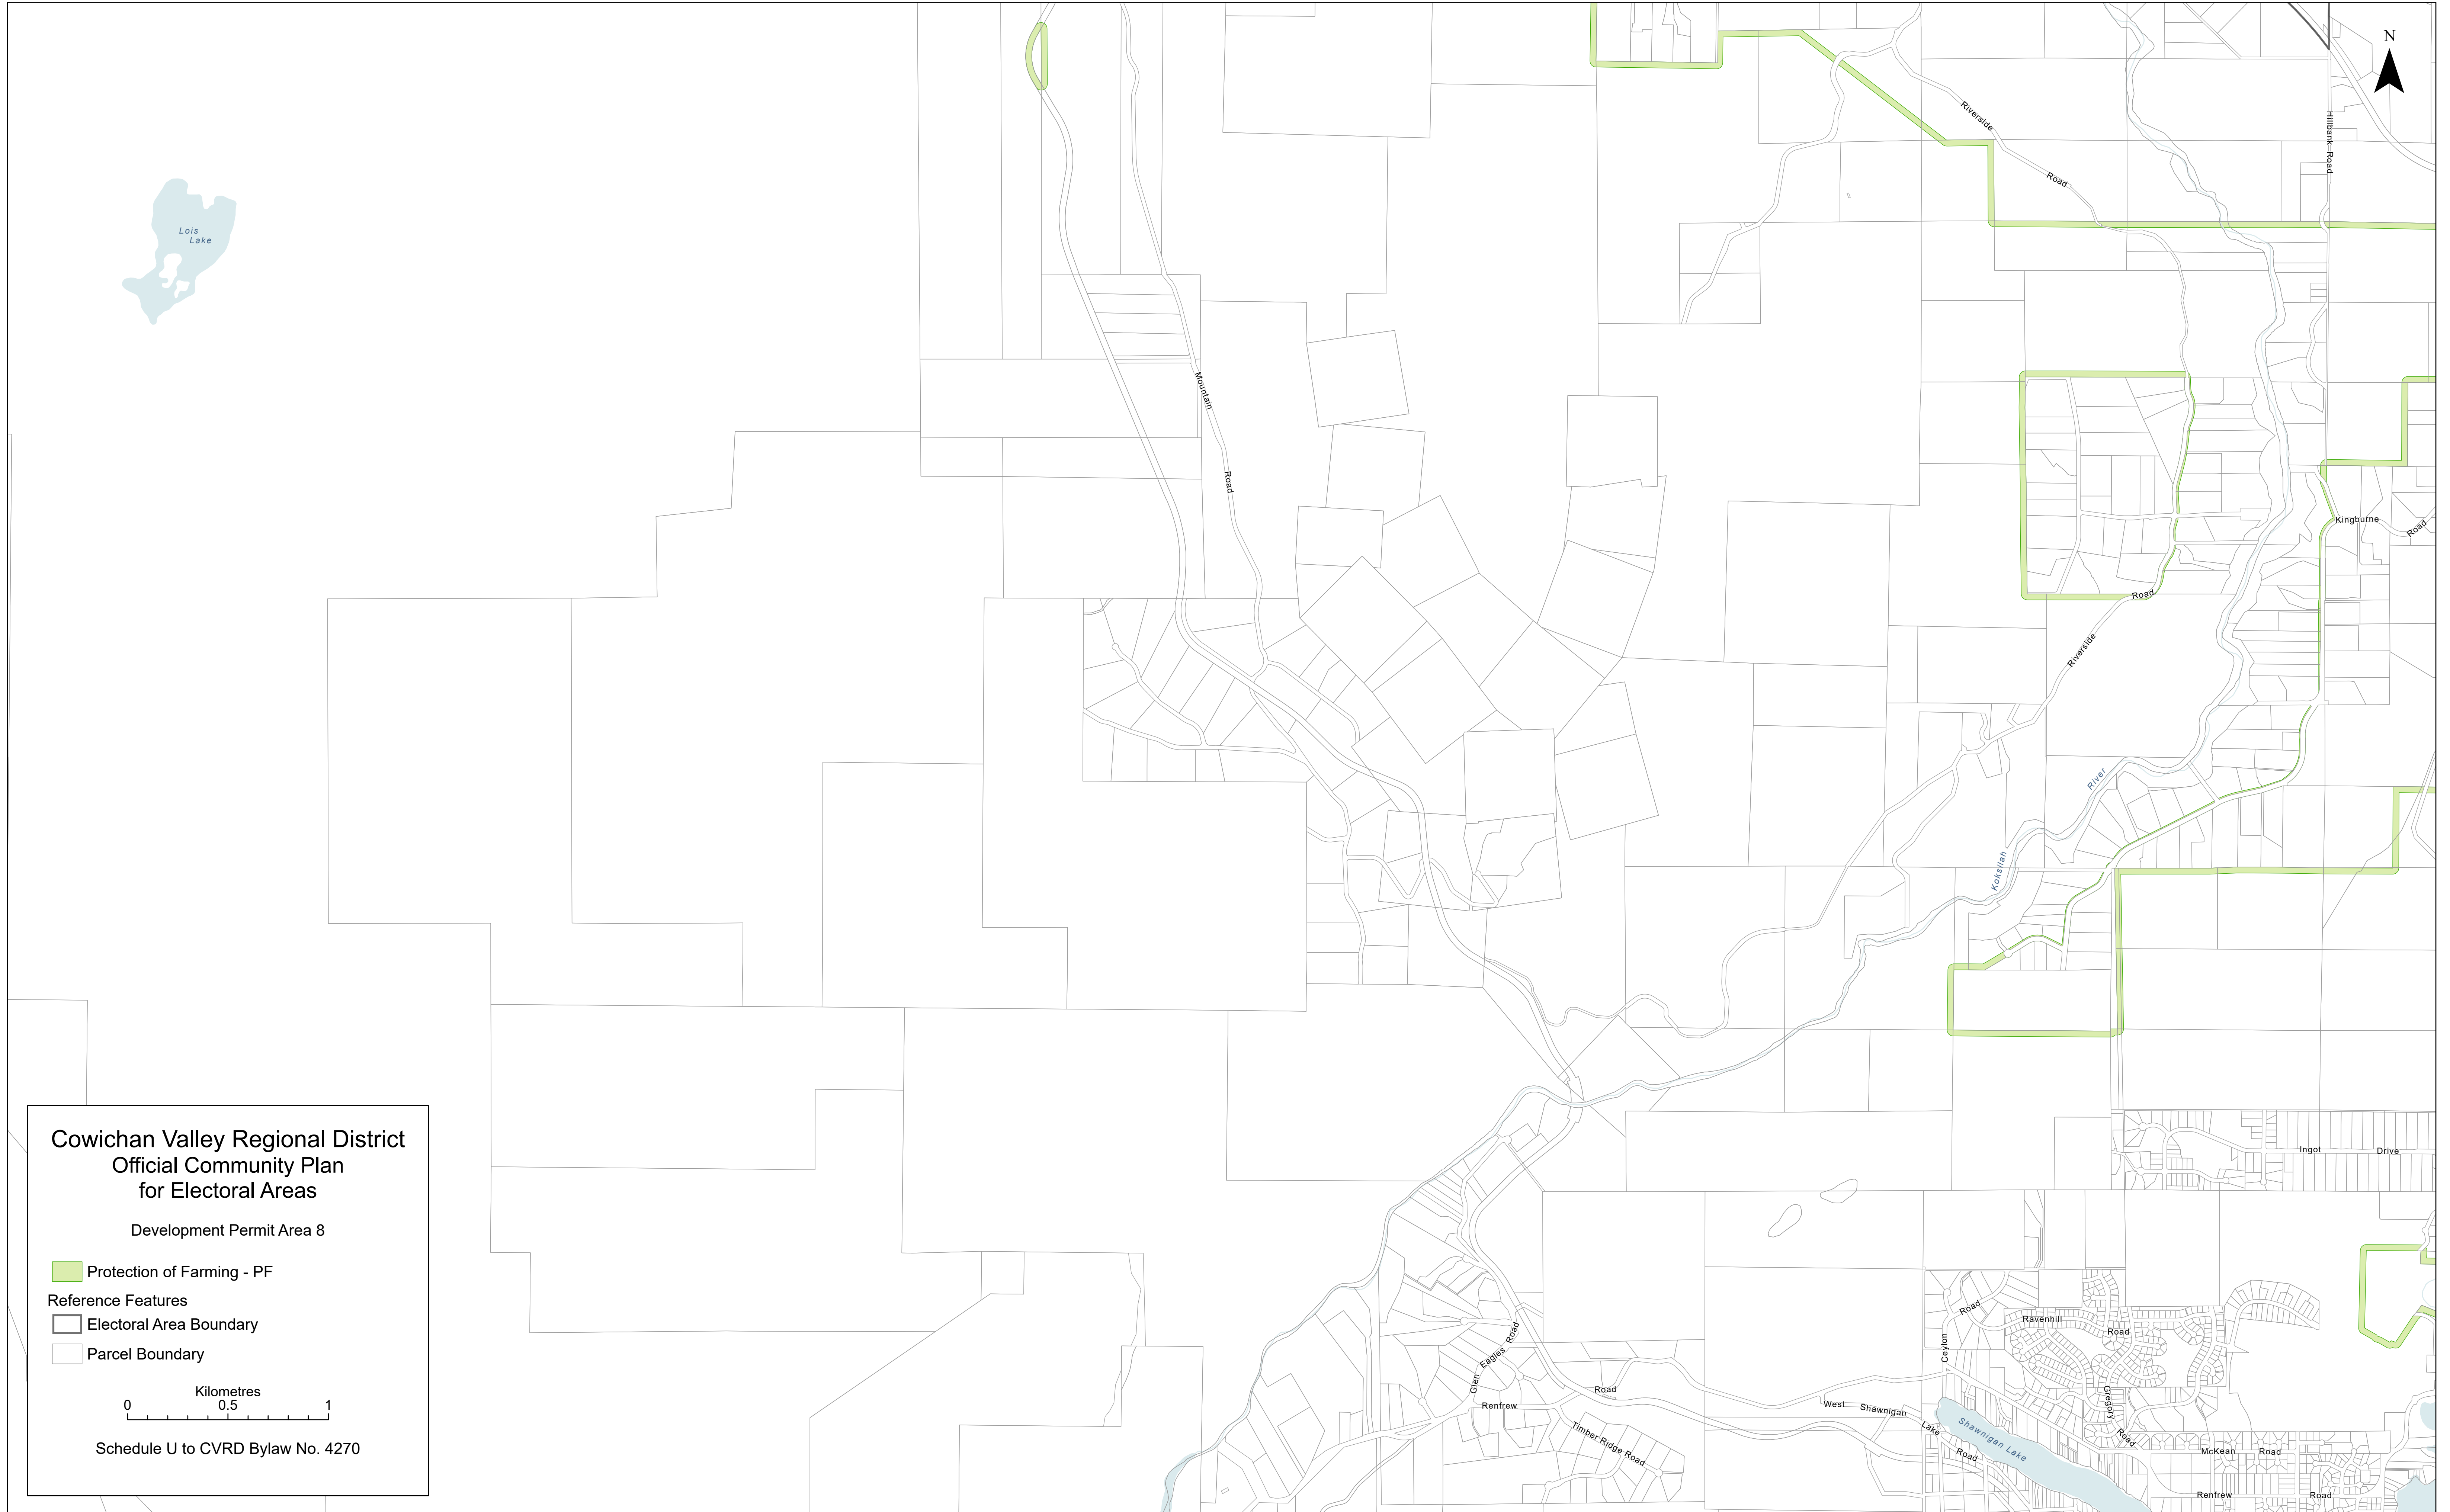 N
Riverside
Road
Hillbank Road
Lois
Lake
Mountain
Road
Kingburne
Road
Road
Riverside
River
Koksilah
Ingot Drive
Road
Ravenhill
Road
Ceylon
Eagles Road
Glen
Road
Renfrew
Gregory
Road
West Shawnigan
Lake
Road
Shawnigan Lake
Timber Ridge Road
McKean Road
Renfrew Road
Cowichan Valley Regional District
Official Community Plan
for Electoral Areas
Development Permit Area 8
Protection of Farming - PF
Reference Features
Electoral Area Boundary
Parcel Boundary
Kilometres
0 0.5 1
Schedule U to CVRD Bylaw No. 4270